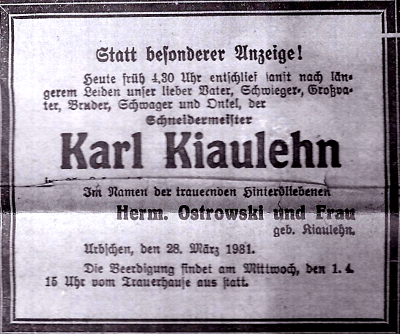 Statt besonderer Anzeige!
Heute früh 4,30 Uhr entschlief sanft nach län-
gerem Leiden unser lieber Vater, Schwieger-, Großva-
ter, Bruder, Schwager und Onkel, der
Schneidermeister
Karl Kiaulehn
Im Namen der trauernden Hinterbliebenen
Herm. Ostrowski und Frau
geb. Kiaulehn.
Urbschen, den 28. März 1931.
Die Beerdigung findet am Mittwoch, den 1. 4.
15 Uhr vom Trauerhause aus statt.